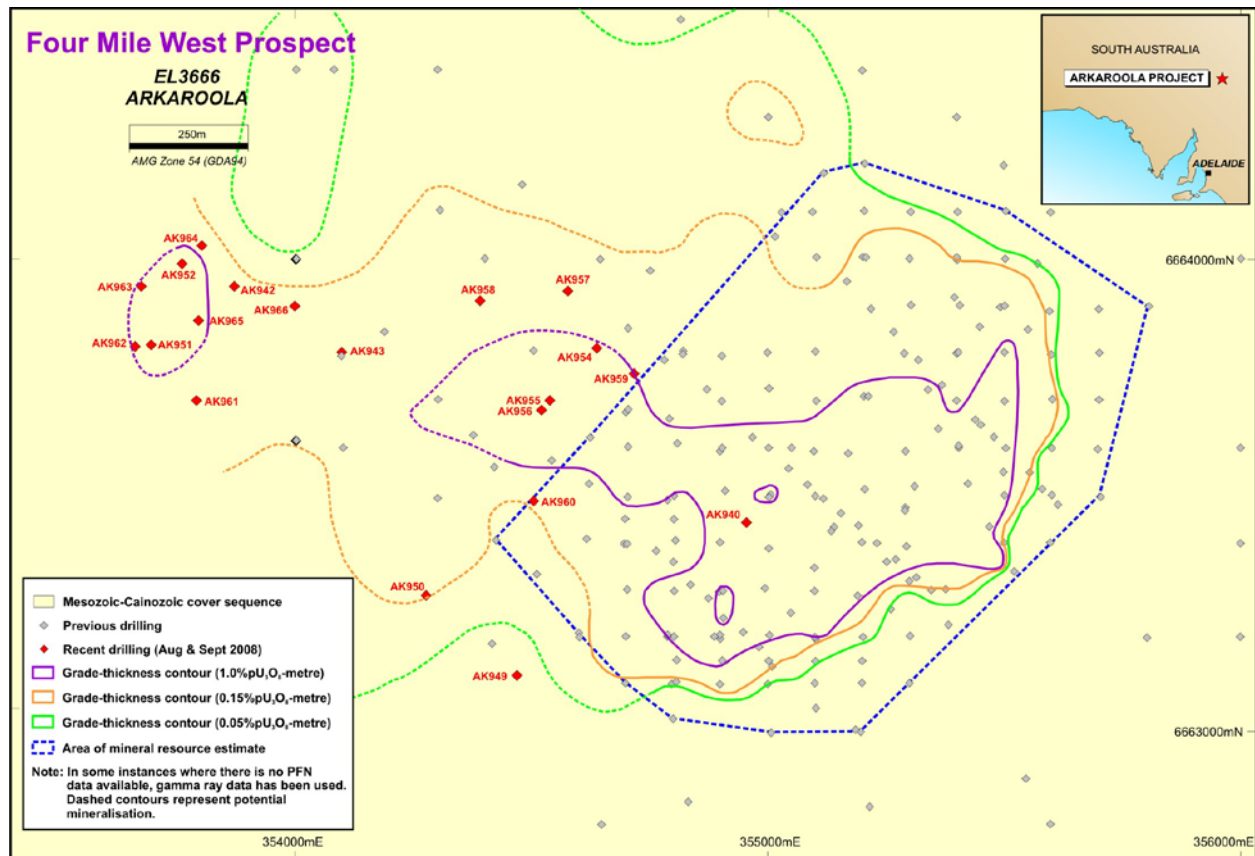 Four Mile West Prospect
EL3666
ARKAROOLA
250m
AMG Zone 54 (GDA94)
SOUTH AUSTRALIA
ARKAROOLA PROJECT
ADELAIDE
AK964
AK952
AK963
AK942
AK966
AK965
AK962
AK951
AK943
AK961
AK957
AK958
AK954
AK959
AK955
AK956
AK960
AK940
AK950
AK949
6664000mN
6663000mN
Mesozoic-Cainozoic cover sequence
Previous drilling
Recent drilling (Aug & Sept 2008)
Grade-thickness contour (1.0%pU₃O₈-metre)
Grade-thickness contour (0.15%pU₃O₈-metre)
Grade-thickness contour (0.05%pU₃O₈-metre)
Area of mineral resource estimate
Note: In some instances where there is no PFN
data available, gamma ray data has been used.
Dashed contours represent potential
mineralisation.
354000mE
355000mE
356000mE